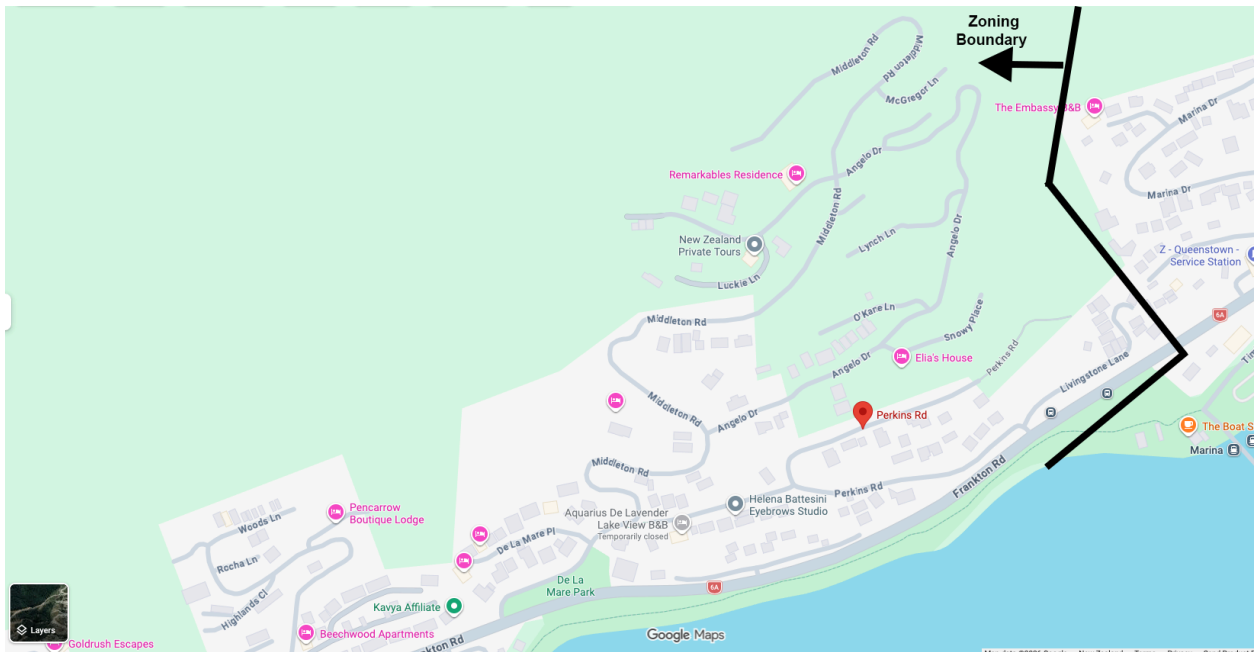 Zoning
Boundary
Middleton Rd
Middleton Rd
McGregor Ln
The Embassy B&B
Marina Dr
Angelo Dr
Remarkables Residence
Marina Dr
Middleton Rd
Lynch Ln
Angelo Dr
New Zealand
Private Tours
Z - Queenstown -
Service Station
Luckie Ln
O'Kane Ln
6A
Middleton Rd
Snowy Place
Elia's House
Perkins Rd
Angelo Dr
Livingstone Lane
Middleton Rd
Perkins Rd
Angelo Dr
The Boat S
Marina
Middleton Rd
Frankton Rd
Perkins Rd
Helena Battesini
Eyebrows Studio
Pencarrow
Boutique Lodge
Woods Ln
Aquarius De Lavender
Lake View B&B
Temporarily closed
De La Mare Pl
Rocha Ln
De La
Mare Park
6A
Highlands Cl
Kavya Affiliate
Layers
Beechwood Apartments
Goldrush Escapes
nkton Rd
Google Maps